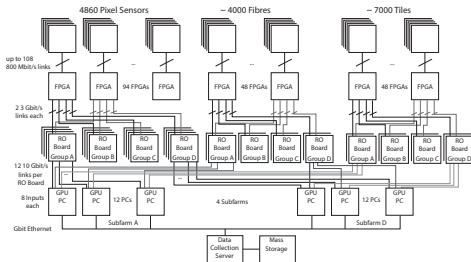 4860 Pixel Sensors
~ 4000 Fibres
~ 7000 Tiles
...
...
...
up to 108
800 Mbit/s links
FPGA
FPGA
94 FPGAs
FPGA
FPGA
48 FPGAs
FPGA
FPGA
48 FPGAs
FPGA
2 3 Gbit/s
links each
RO
Board
Group A
RO
Board
Group B
RO
Board
Group C
RO
Board
Group D
RO
Board
Group A
RO
Board
Group B
RO
Board
Group C
RO
Board
Group D
RO
Board
Group A
RO
Board
Group B
RO
Board
Group C
RO
Board
Group D
12 10 Gbit/s
links per
RO Board
...
8 Inputs
each
GPU
PC
GPU
PC
12 PCs
GPU
PC
4 Subfarms
GPU
PC
GPU
PC
12 PCs
GPU
PC
Subfarm A
Subfarm D
Gbit Ethernet
Data
Collection
Server
Mass
Storage